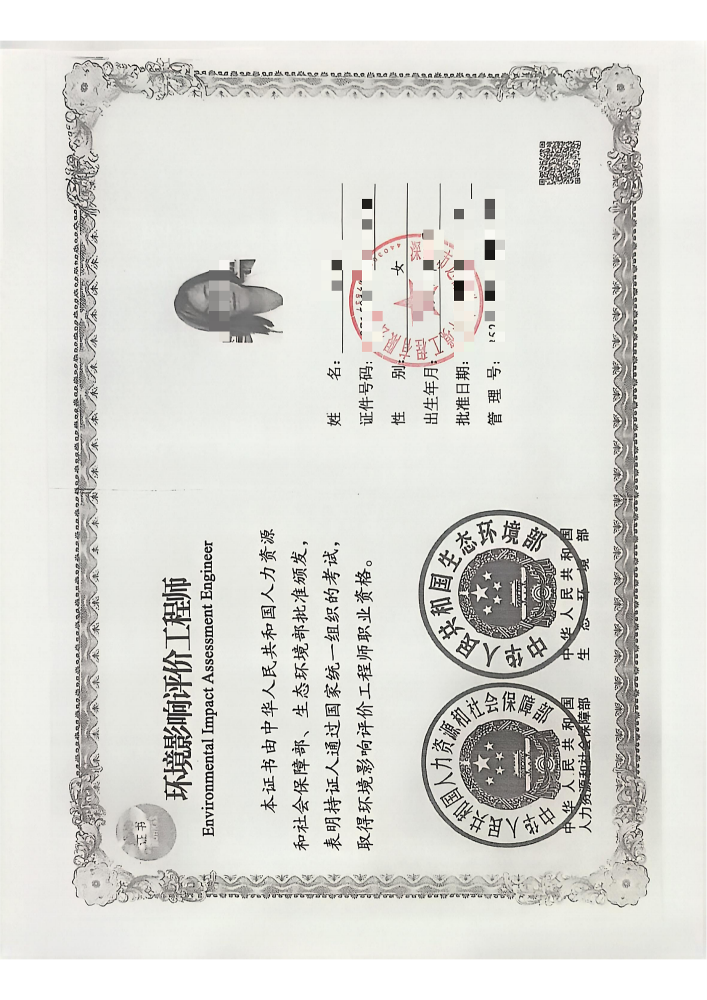 证书
环境影响评价工程师
Environmental Impact Assessment Engineer
本证书由中华人民共和国人力资源
和社会保障部、生态环境部批准颁发，
表明持证人通过国家统一组织的考试，
取得环境影响评价工程师职业资格。
中华人民共和国人力资源和社会保障部
中华人民共和国
人力资源和社会保障部
中华人民共和国生态环境部
中华人民共和国
生态环境部
姓名：
证件号码：
性别：女
出生年月：
批准日期：
管理号：
工程有限
深
4403